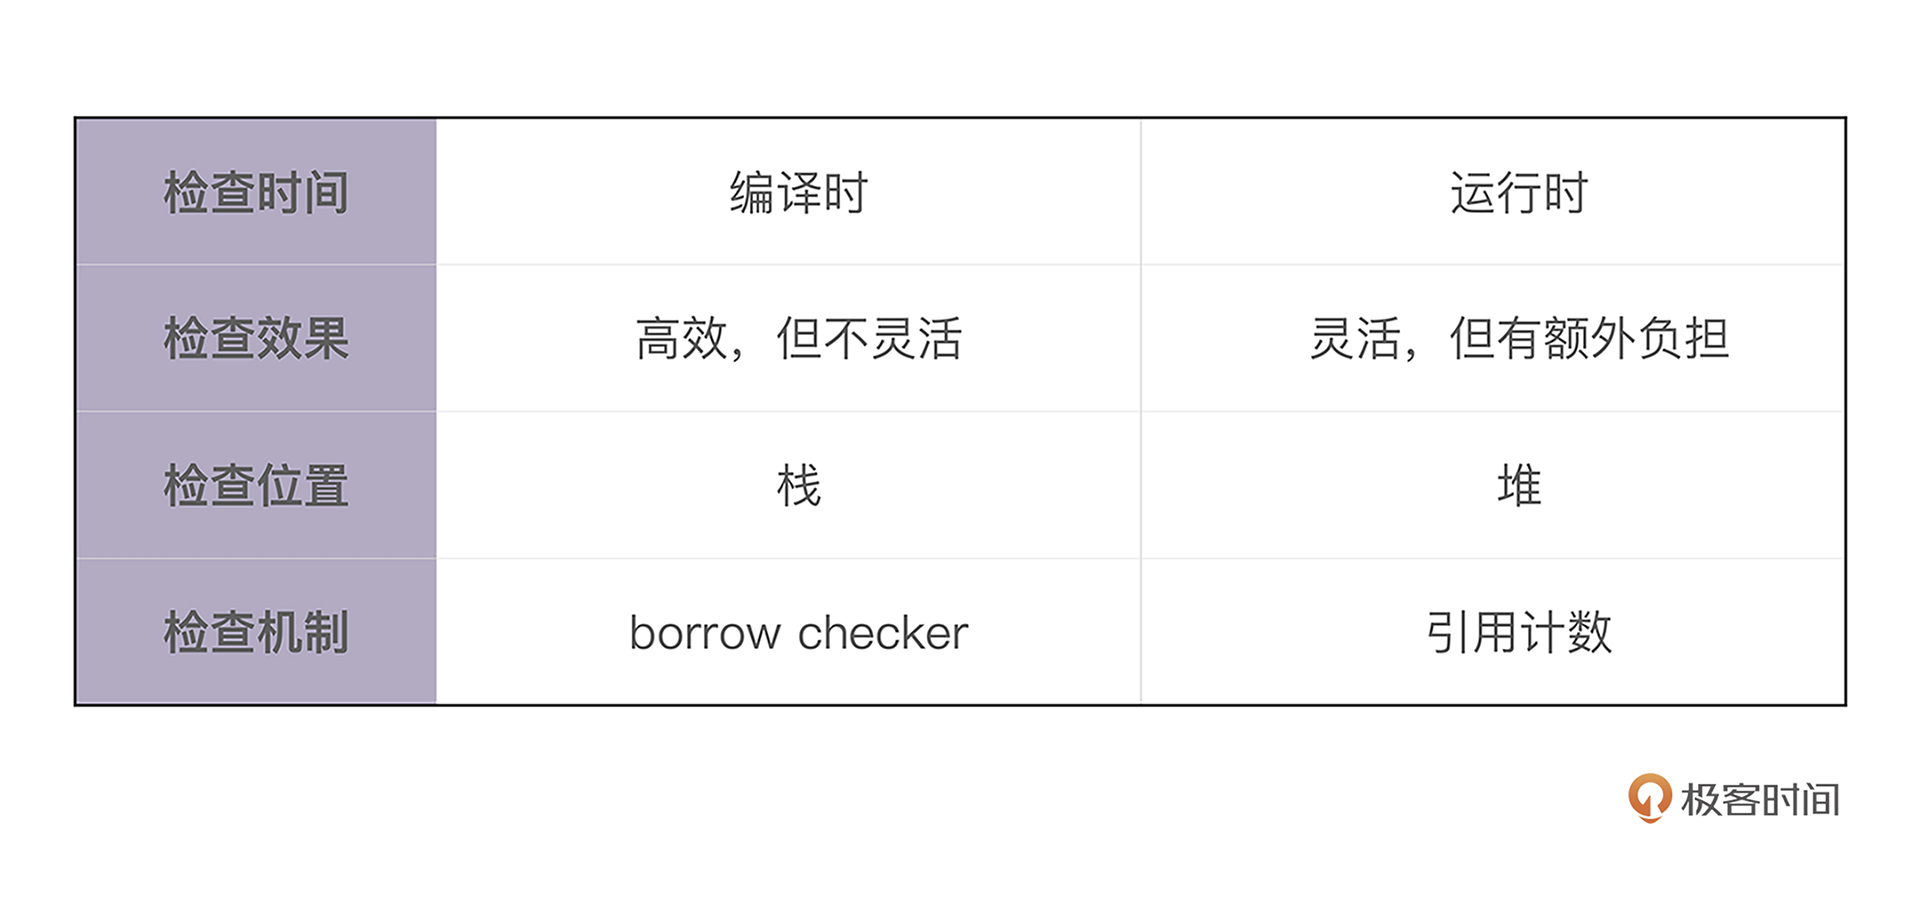 检查时间 编译时 运行时
检查效果 高效，但不灵活 灵活，但有额外负担
检查位置 栈 堆
检查机制 borrow checker 引用计数
极客时间